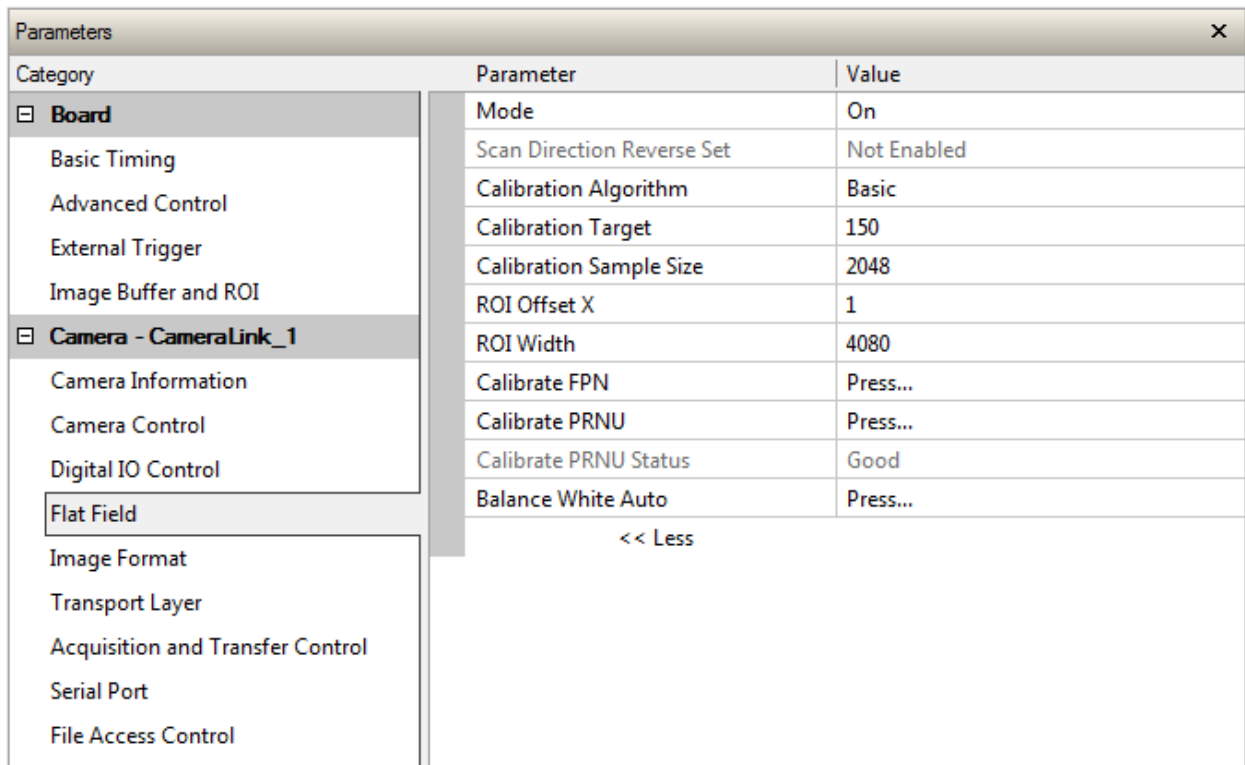 Parameters
Category
Board
Basic Timing
Advanced Control
External Trigger
Image Buffer and ROI
Camera - CameraLink_1
Camera Information
Camera Control
Digital IO Control
Flat Field
Image Format
Transport Layer
Acquisition and Transfer Control
Serial Port
File Access Control
Parameter Value
Mode On
Scan Direction Reverse Set Not Enabled
Calibration Algorithm Basic
Calibration Target 150
Calibration Sample Size 2048
ROI Offset X 1
ROI Width 4080
Calibrate FPN Press...
Calibrate PRNU Press...
Calibrate PRNU Status Good
Balance White Auto Press...
<< Less